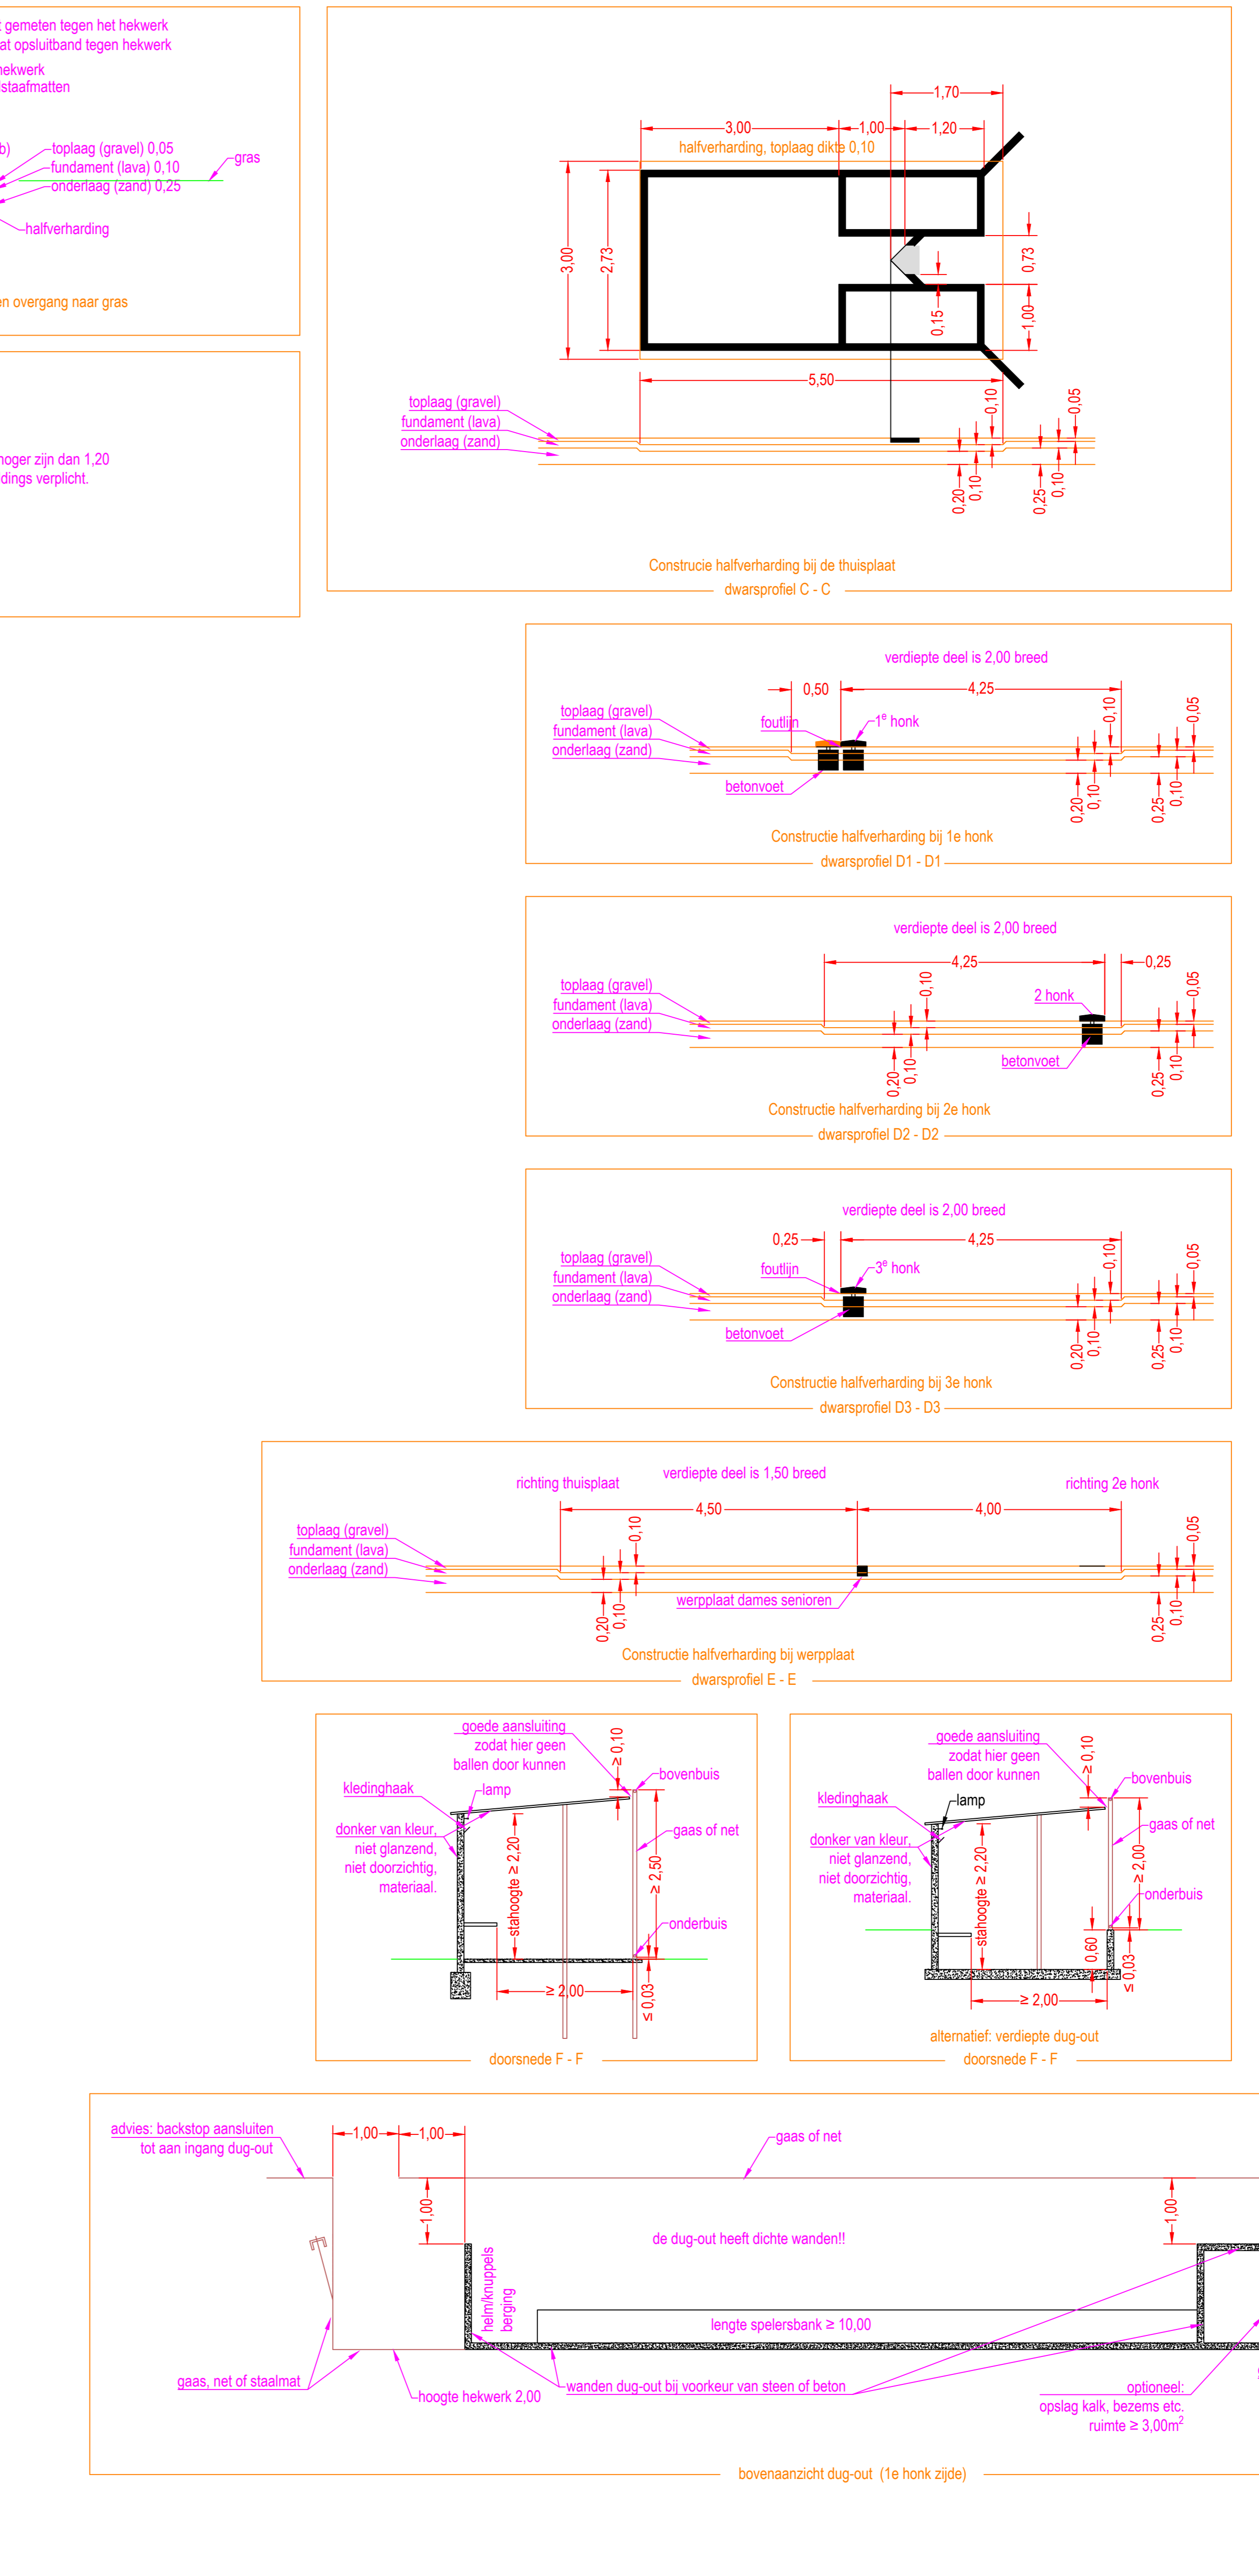 gemeten tegen het hekwerk
at opsluitband tegen hekwerk
hekwerk
lstaafmatten
b)
toplaag (gravel) 0,05
fundament (lava) 0,10
onderlaag (zand) 0,25
gras
halfverharding
en overgang naar gras
hoger zijn dan 1,20
dings verplicht.
1,70
3,00
1,00
1,20
halfverharding, toplaag dikte 0,10
3,00
2,73
0,73
0,15
1,00
5,50
toplaag (gravel)
fundament (lava)
onderlaag (zand)
0,10
0,05
0,20
0,10
0,25
0,10
Construcie halfverharding bij de thuisplaat
dwarsprofiel C - C
verdiepte deel is 2,00 breed
0,50
4,25
toplaag (gravel)
fundament (lava)
onderlaag (zand)
foutlijn
1e honk
0,10
0,05
betonvoet
0,20
0,10
0,25
0,10
Constructie halfverharding bij 1e honk
dwarsprofiel D1 - D1
verdiepte deel is 2,00 breed
4,25
0,25
toplaag (gravel)
fundament (lava)
onderlaag (zand)
0,10
2 honk
0,05
betonvoet
0,20
0,10
0,25
0,10
Constructie halfverharding bij 2e honk
dwarsprofiel D2 - D2
verdiepte deel is 2,00 breed
0,25
4,25
toplaag (gravel)
fundament (lava)
onderlaag (zand)
foutlijn
3e honk
0,10
0,05
betonvoet
0,20
0,10
0,25
0,10
Constructie halfverharding bij 3e honk
dwarsprofiel D3 - D3
richting thuisplaat
verdiepte deel is 1,50 breed
richting 2e honk
4,50
4,00
toplaag (gravel)
fundament (lava)
onderlaag (zand)
0,10
0,05
werpplaat dames senioren
0,20
0,10
0,25
0,10
Constructie halfverharding bij werpplaat
dwarsprofiel E - E
goede aansluiting
zodat hier geen
ballen door kunnen
≥ 0,10
bovenbuis
kledinghaak
lamp
donker van kleur,
niet glanzend,
niet doorzichtig,
materiaal.
gaas of net
stahoogte ≥ 2,20
≥ 2,50
onderbuis
≥ 2,00
≤ 0,03
doorsnede F - F
goede aansluiting
zodat hier geen
ballen door kunnen
≥ 0,10
bovenbuis
kledinghaak
lamp
donker van kleur,
niet glanzend,
niet doorzichtig,
materiaal.
gaas of net
stahoogte ≥ 2,20
≥ 2,00
onderbuis
0,60
≤ 0,03
≥ 2,00
alternatief: verdiepte dug-out
doorsnede F - F
advies: backstop aansluiten
tot aan ingang dug-out
1,00
1,00
gaas of net
1,00
1,00
de dug-out heeft dichte wanden!!
helm/knuppels
berging
lengte spelersbank ≥ 10,00
gaas, net of staalmat
hoogte hekwerk 2,00
wanden dug-out bij voorkeur van steen of beton
optioneel:
opslag kalk, bezems etc.
ruimte ≥ 3,00m2
bovenaanzicht dug-out (1e honk zijde)